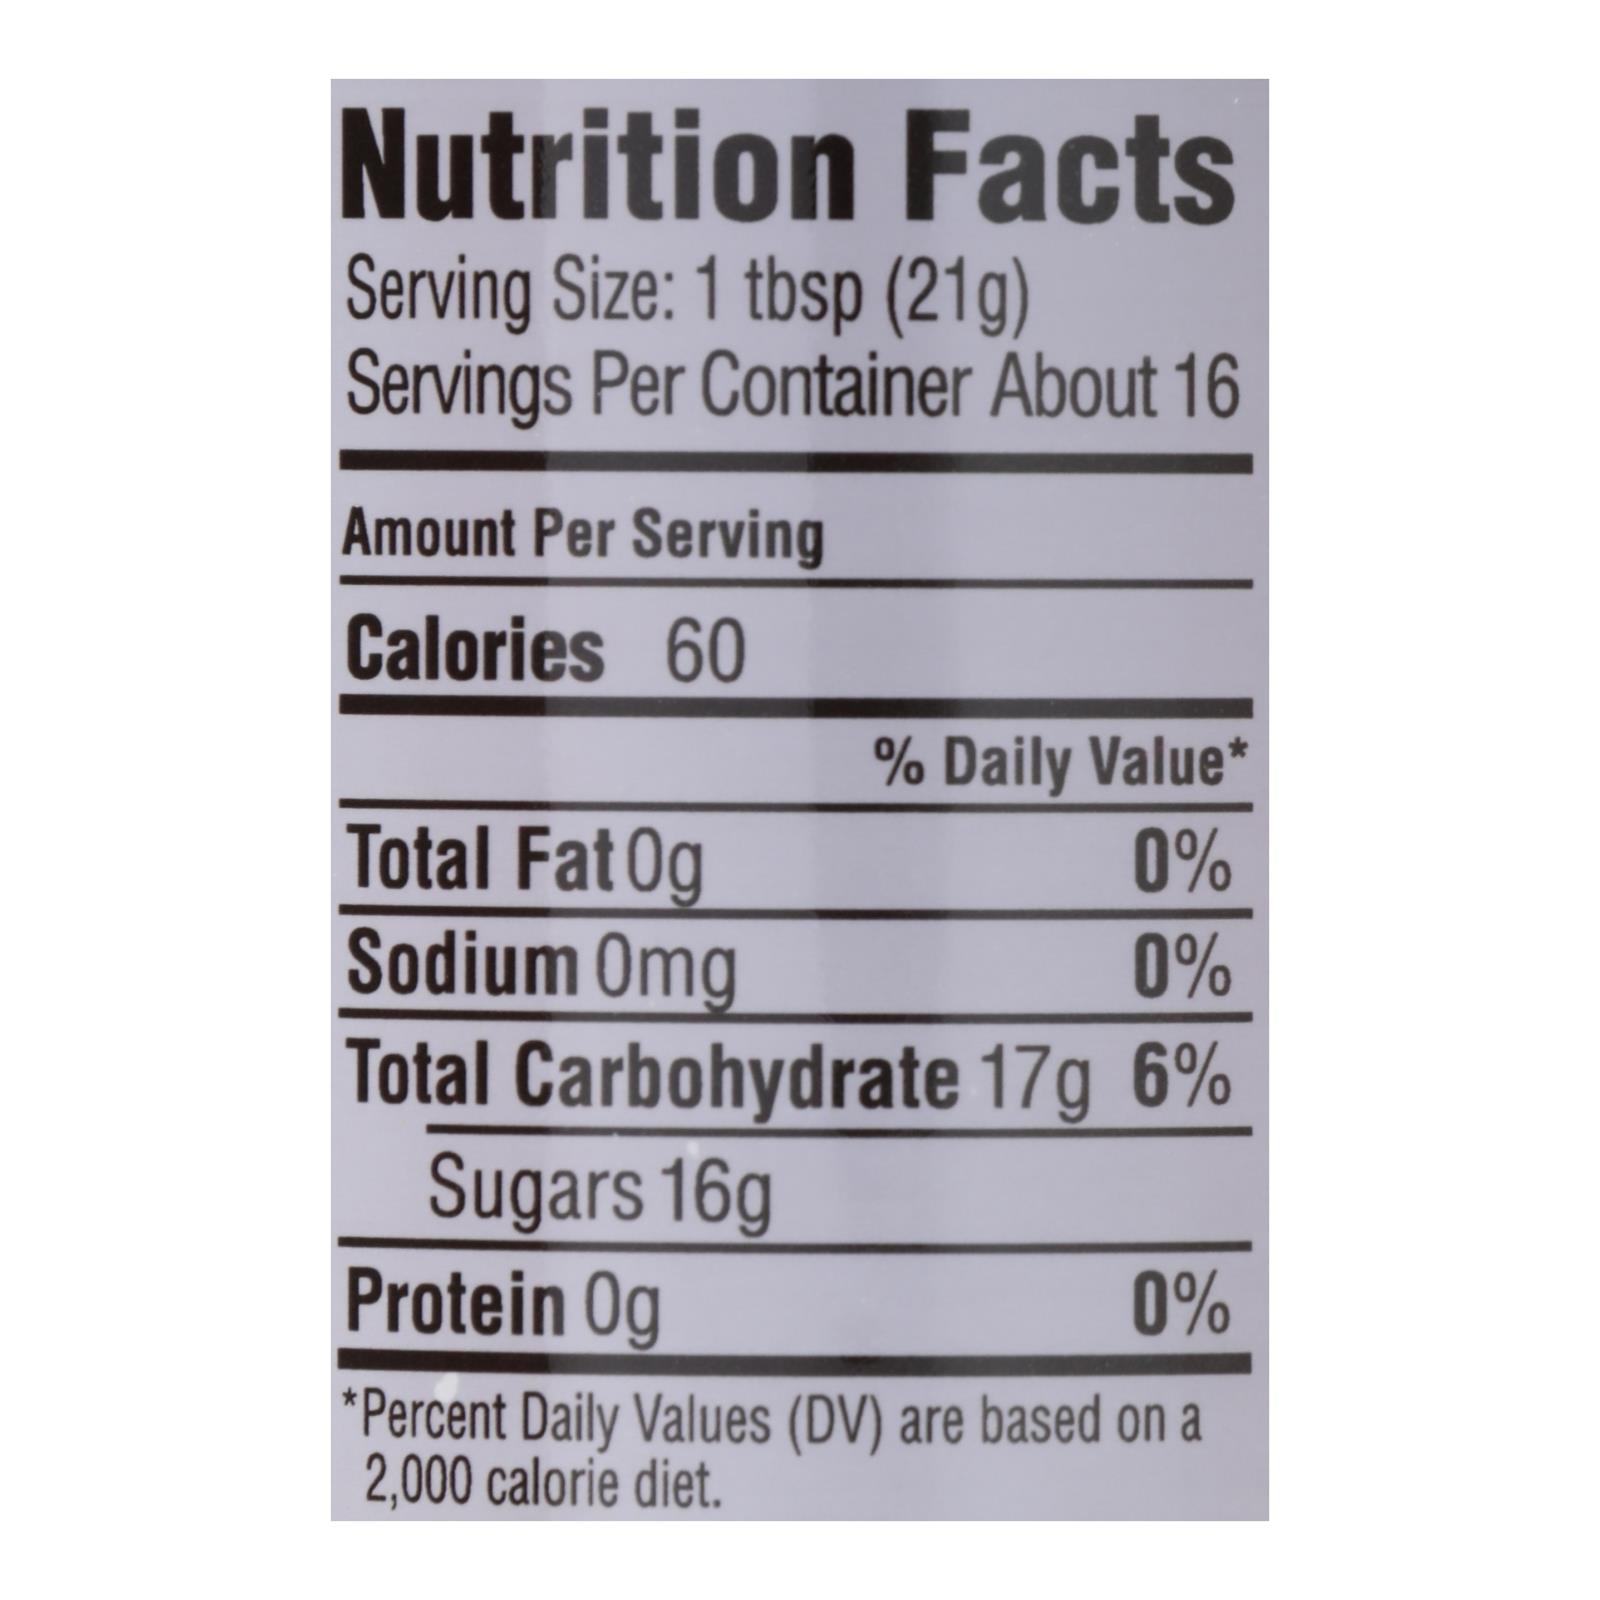 Nutrition Facts
Serving Size: 1 tbsp (21g)
Servings Per Container About 16
Amount Per Serving
Calories 60
% Daily Value*
Total Fat 0g 0%
Sodium 0mg 0%
Total Carbohydrate 17g 6%
Sugars 16g
Protein 0g 0%
*Percent Daily Values (DV) are based on a
2,000 calorie diet.